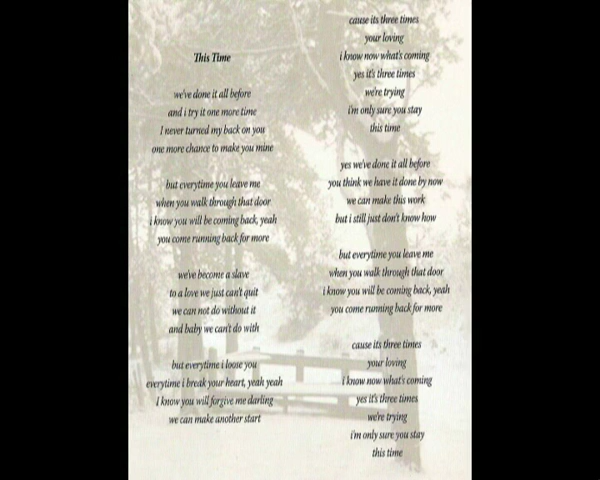 This Time
we've done it all before
and i try it one more time
I never turned my back on you
one more chance to make you mine
but everytime you leave me
when you walk through that door
i know you will be coming back, yeah
you come running back for more
we've become a slave
to a love we just can't quit
we can not do without it
and baby we can't do with
but everytime i loose you
everytime i break your heart, yeah yeah
I know you will forgive me darling
we can make another start
cause its three times
your loving
i know now what's coming
yes it's three times
we're trying
i'm only sure you stay
this time
yes we've done it all before
you think we have it done by now
we can make this work
but i still just don't know how
but everytime you leave me
when you walk through that door
i know you will be coming back, yeah
you come running back for more
cause its three times
your loving
i know now what's coming
yes it's three times
we're trying
i'm only sure you stay
this time